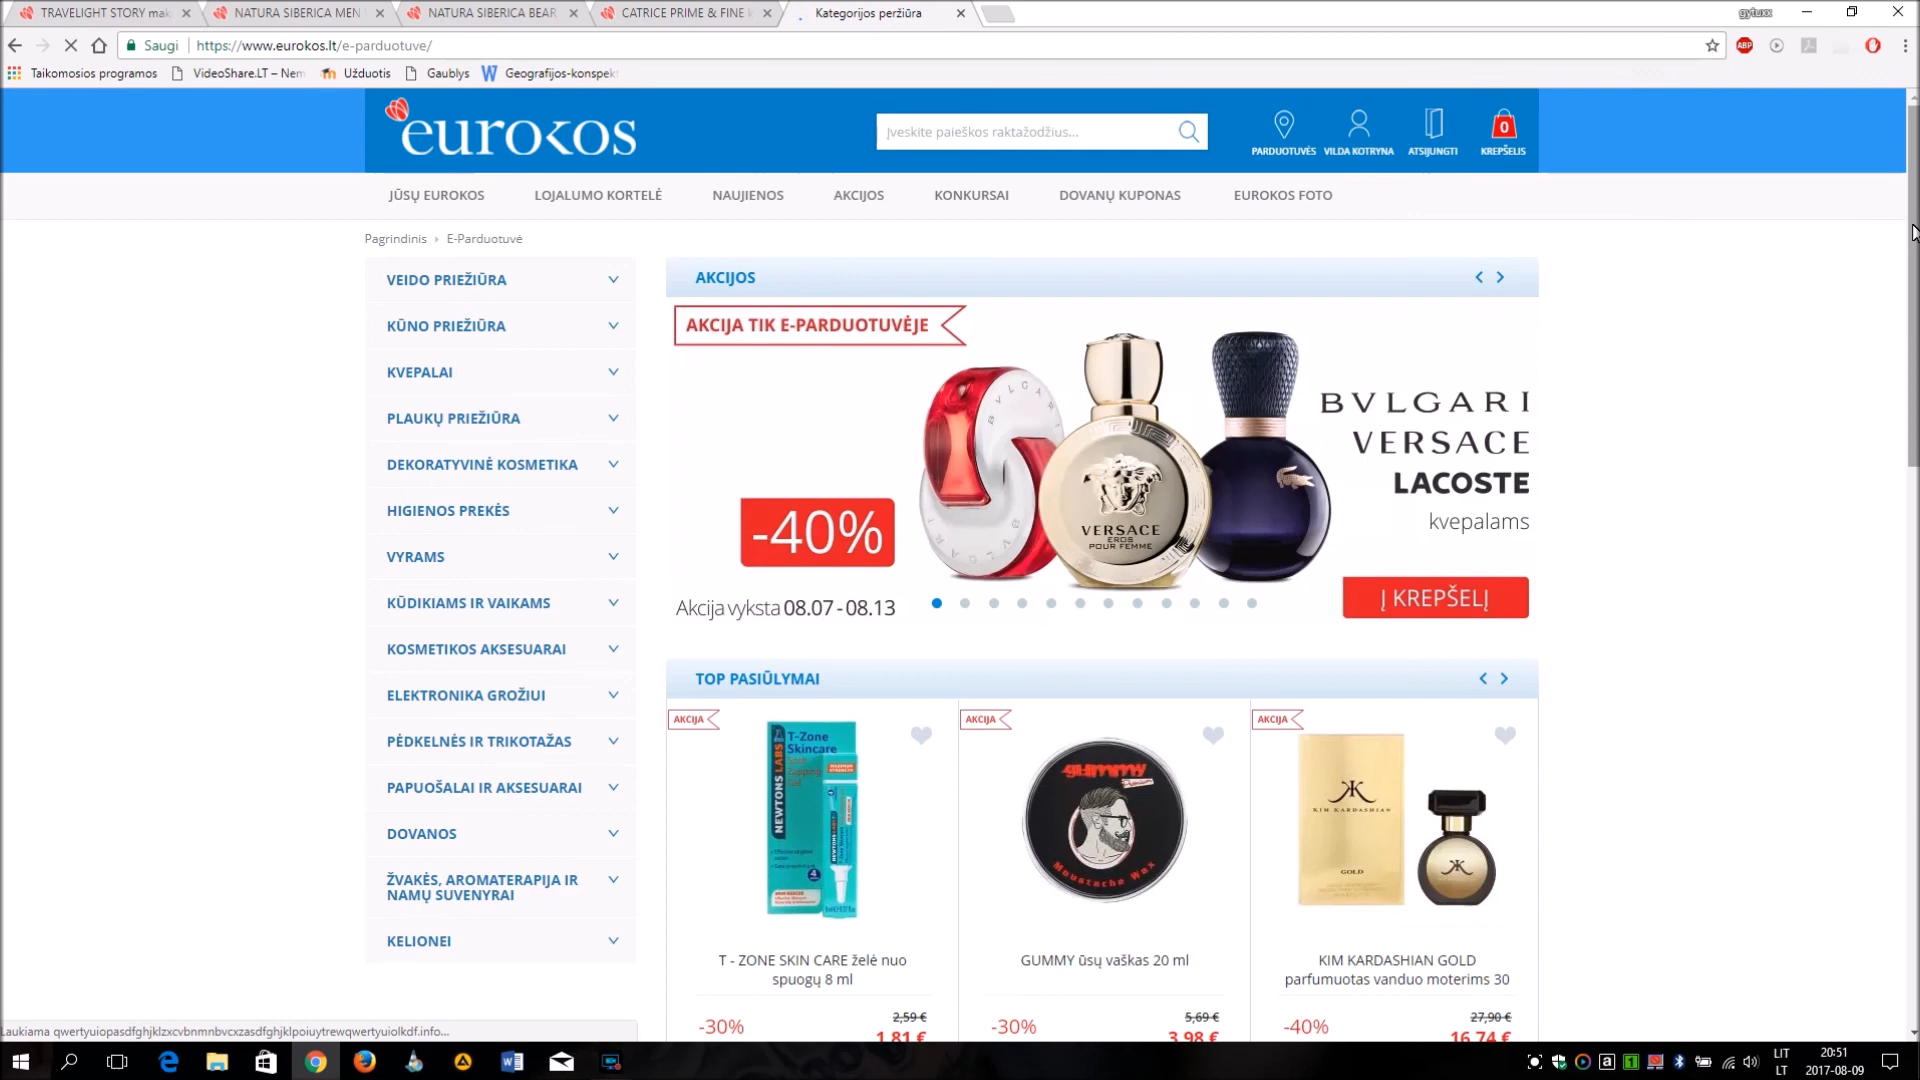 TRAVELIGHT STORY mak
NATURA SIBERICA MEN
NATURA SIBERICA BEAR
CATRICE PRIME & FINE k
Kategorijos peržiūra
gytuxx
Saugi
https://www.eurokos.lt/e-parduotuve/
ABP
Taikomosios programos
VideoShare.LT – Nem
Užduotis
Gaublys
Geografijos-konspekt
eurokos
Įveskite paieškos raktažodžius...
PARDUOTUVĖS
VILDA KOTRYNA
ATSIJUNGTI
0
KREPŠELIS
JŪSŲ EUROKOS
LOJALUMO KORTELĖ
NAUJIENOS
AKCIJOS
KONKURSAI
DOVANŲ KUPONAS
EUROKOS FOTO
Pagrindinis › E-Parduotuvė
VEIDO PRIEŽIŪRA
KŪNO PRIEŽIŪRA
KVEPALAI
PLAUKŲ PRIEŽIŪRA
DEKORATYVINĖ KOSMETIKA
HIGIENOS PREKĖS
VYRAMS
KŪDIKIAMS IR VAIKAMS
KOSMETIKOS AKSESUARAI
ELEKTRONIKA GROŽIUI
PĖDKELNĖS IR TRIKOTAŽAS
PAPUOŠALAI IR AKSESUARAI
DOVANOS
ŽVAKĖS, AROMATERAPIJA IR
NAMŲ SUVENYRAI
KELIONEI
AKCIJOS
AKCIJA TIK E-PARDUOTUVĖJE
BVLGARI
VERSACE
LACOSTE
kvepalams
BVLGARI
VERSACE
EROS
POUR FEMME
-40%
Akcija vyksta 08.07 - 08.13
Į KREPŠELĮ
TOP PASIŪLYMAI
AKCIJA
T-Zone
Skincare
NEWTONS LABS
T - ZONE SKIN CARE želė nuo
spuogų 8 ml
-30%
2,59 €
1,81 €
AKCIJA
gummy
Moustache Wax
GUMMY ūsų vaškas 20 ml
-30%
5,69 €
3,98 €
AKCIJA
KIM KARDASHIAN
GOLD
KIM KARDASHIAN GOLD
parfumuotas vanduo moterims 30
-40%
27,90 €
16,74 €
Laukiama qwertyuiopasdfghjklzxcvbnmnbvcxzasdfghjklpoiuytrewqwertyuiolkdf.info...
LIT
LT
20:51
2017-08-09